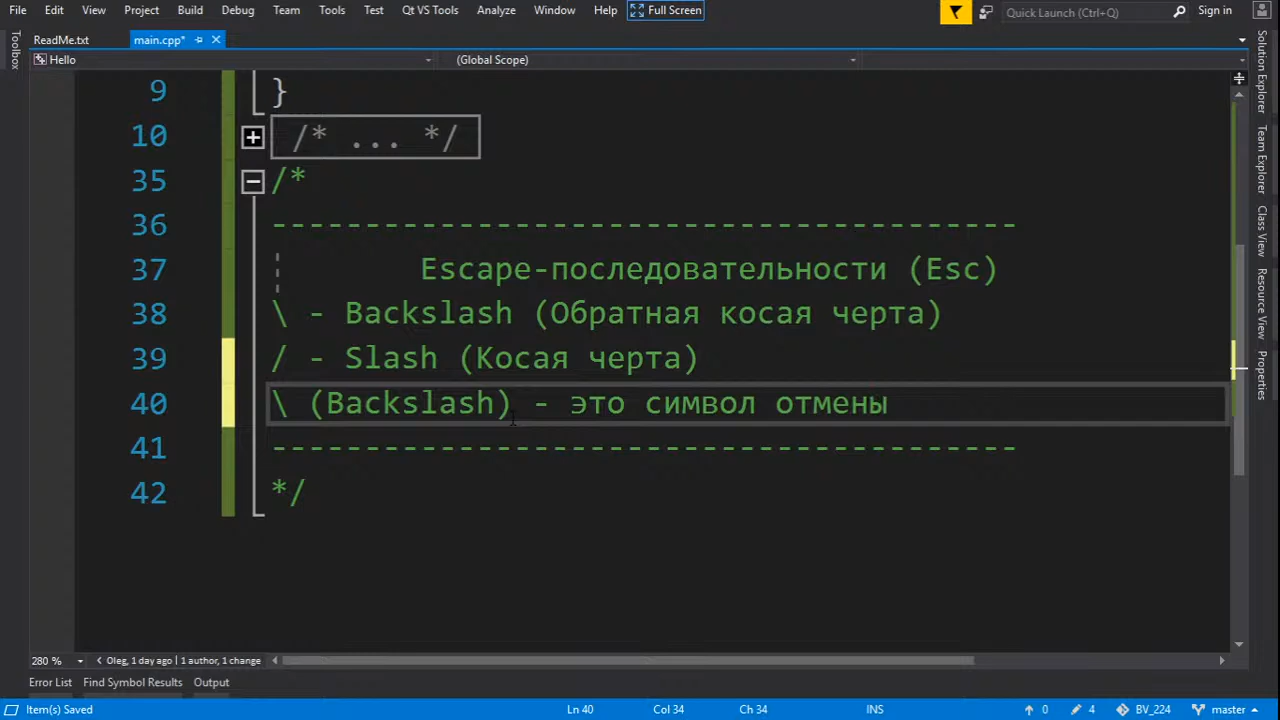 File Edit View Project Build Debug Team Tools Test Qt VS Tools Analyze Window Help Full Screen Quick Launch (Ctrl+Q) Sign in
ReadMe.txt main.cpp*
Hello (Global Scope)
Toolbox
9 }
10 /* ... */
35 /*
36 ----------------------------------------
37 Escape-последовательности (Esc)
38 \ - Backslash (Обратная косая черта)
39 / - Slash (Косая черта)
40 \ (Backslash) - это символ отмены
41 ----------------------------------------
42 */
Solution Explorer
Team Explorer
Class View
Resource View
Properties
280 % Oleg, 1 day ago | 1 author, 1 change
Error List Find Symbol Results Output
Item(s) Saved Ln 40 Col 34 Ch 34 INS 0 4 BV_224 master